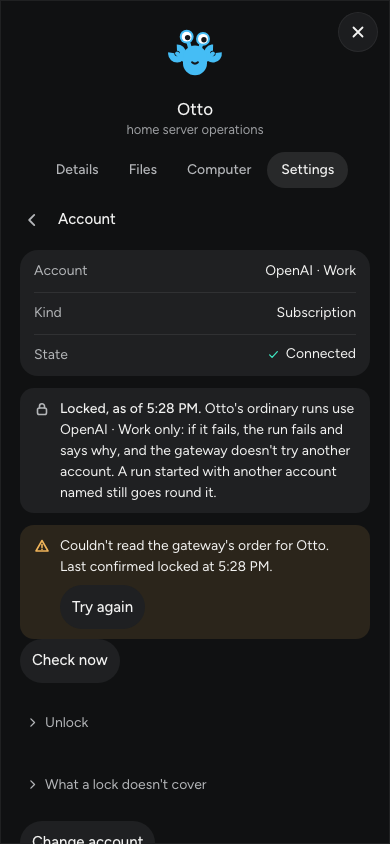 Otto
home server operations
Details Files Computer Settings
Account
Account OpenAI · Work
Kind Subscription
State Connected
Locked, as of 5:28 PM. Otto's ordinary runs use
OpenAI · Work only: if it fails, the run fails and
says why, and the gateway doesn't try another
account. A run started with another account
named still goes round it.
Couldn't read the gateway's order for Otto.
Last confirmed locked at 5:28 PM.
Try again
Check now
Unlock
What a lock doesn't cover
Change account